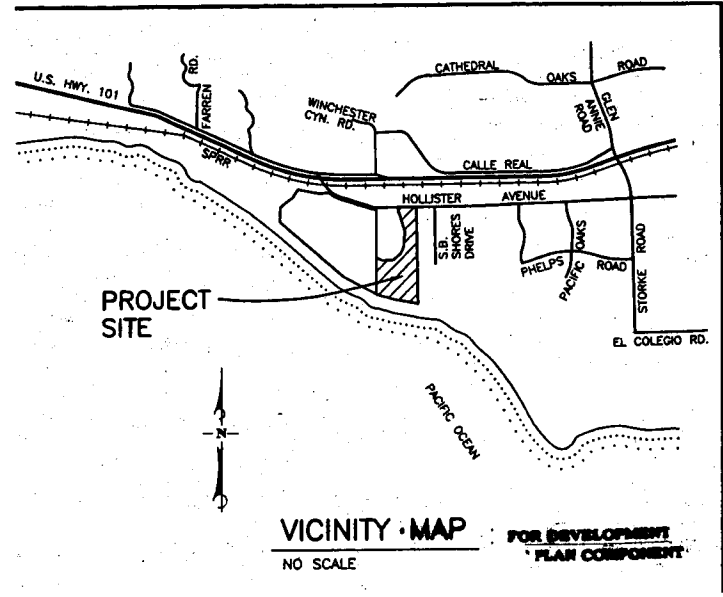 U.S. HWY. 101
FARREN RD.
SPRR
WINCHESTER
CYN. RD.
CATHEDRAL OAKS ROAD
GLEN
ANNIE
ROAD
CALLE REAL
HOLLISTER AVENUE
S.B.
SHORES
DRIVE
PHELPS ROAD
PACIFIC OAKS
STORKE ROAD
EL COLEGIO RD.
PROJECT
SITE
PACIFIC OCEAN
N
VICINITY MAP
NO SCALE
FOR DEVELOPMENT
PLAN COMPONENT